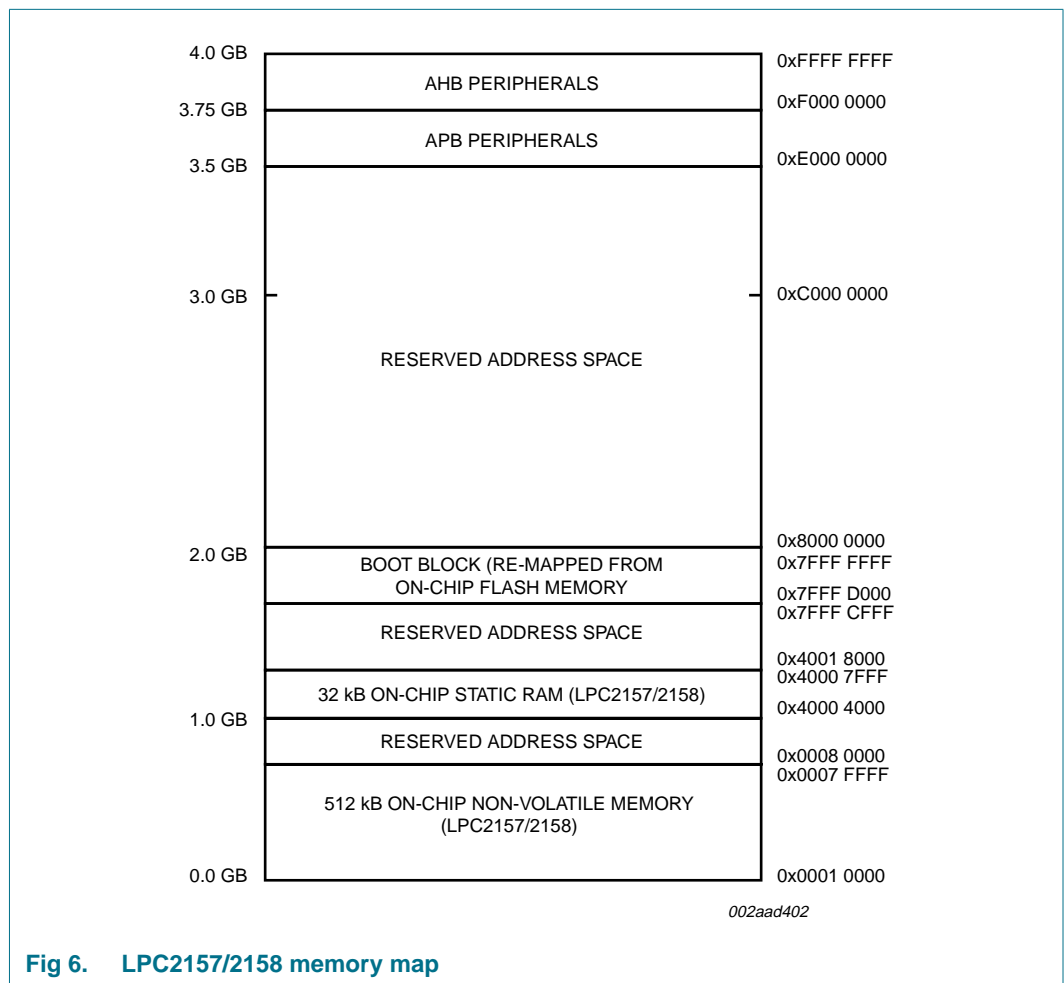 4.0 GB
0xFFFF FFFF
AHB PERIPHERALS
3.75 GB
0xF000 0000
APB PERIPHERALS
3.5 GB
0xE000 0000
3.0 GB
0xC000 0000
RESERVED ADDRESS SPACE
0x8000 0000
2.0 GB
0x7FFF FFFF
BOOT BLOCK (RE-MAPPED FROM
ON-CHIP FLASH MEMORY
0x7FFF D000
0x7FFF CFFF
RESERVED ADDRESS SPACE
0x4001 8000
0x4000 7FFF
32 kB ON-CHIP STATIC RAM (LPC2157/2158)
0x4000 4000
1.0 GB
RESERVED ADDRESS SPACE
0x0008 0000
0x0007 FFFF
512 kB ON-CHIP NON-VOLATILE MEMORY
(LPC2157/2158)
0.0 GB
0x0001 0000
002aad402
Fig 6. LPC2157/2158 memory map